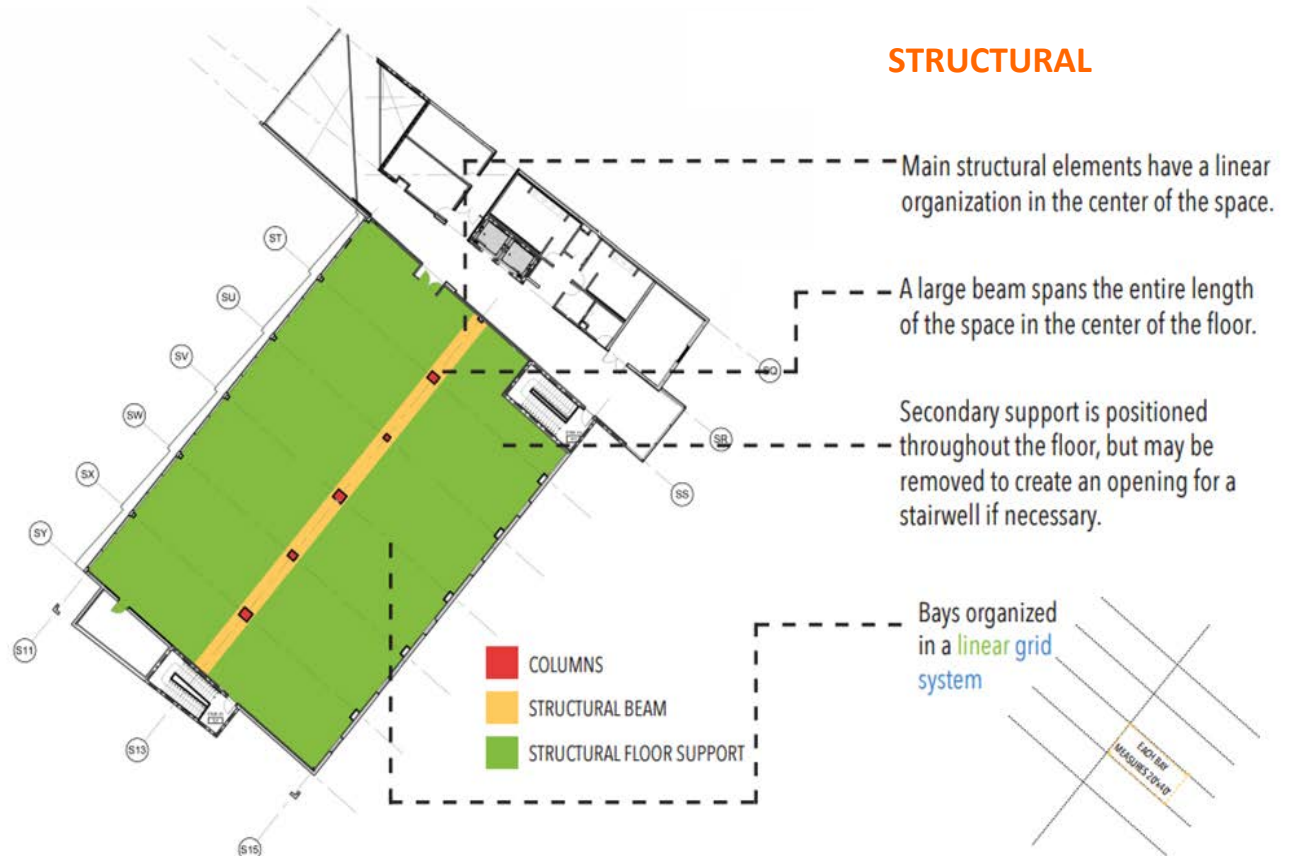 STRUCTURAL
Main structural elements have a linear
organization in the center of the space.
A large beam spans the entire length
of the space in the center of the floor.
Secondary support is positioned
throughout the floor, but may be
removed to create an opening for a
stairwell if necessary.
Bays organized
in a linear grid
system
EACH BAY
MEASURES 20'x40'
COLUMNS
STRUCTURAL BEAM
STRUCTURAL FLOOR SUPPORT
ST
SU
SV
SW
SX
SY
S11
S13
S15
SQ
SR
SS